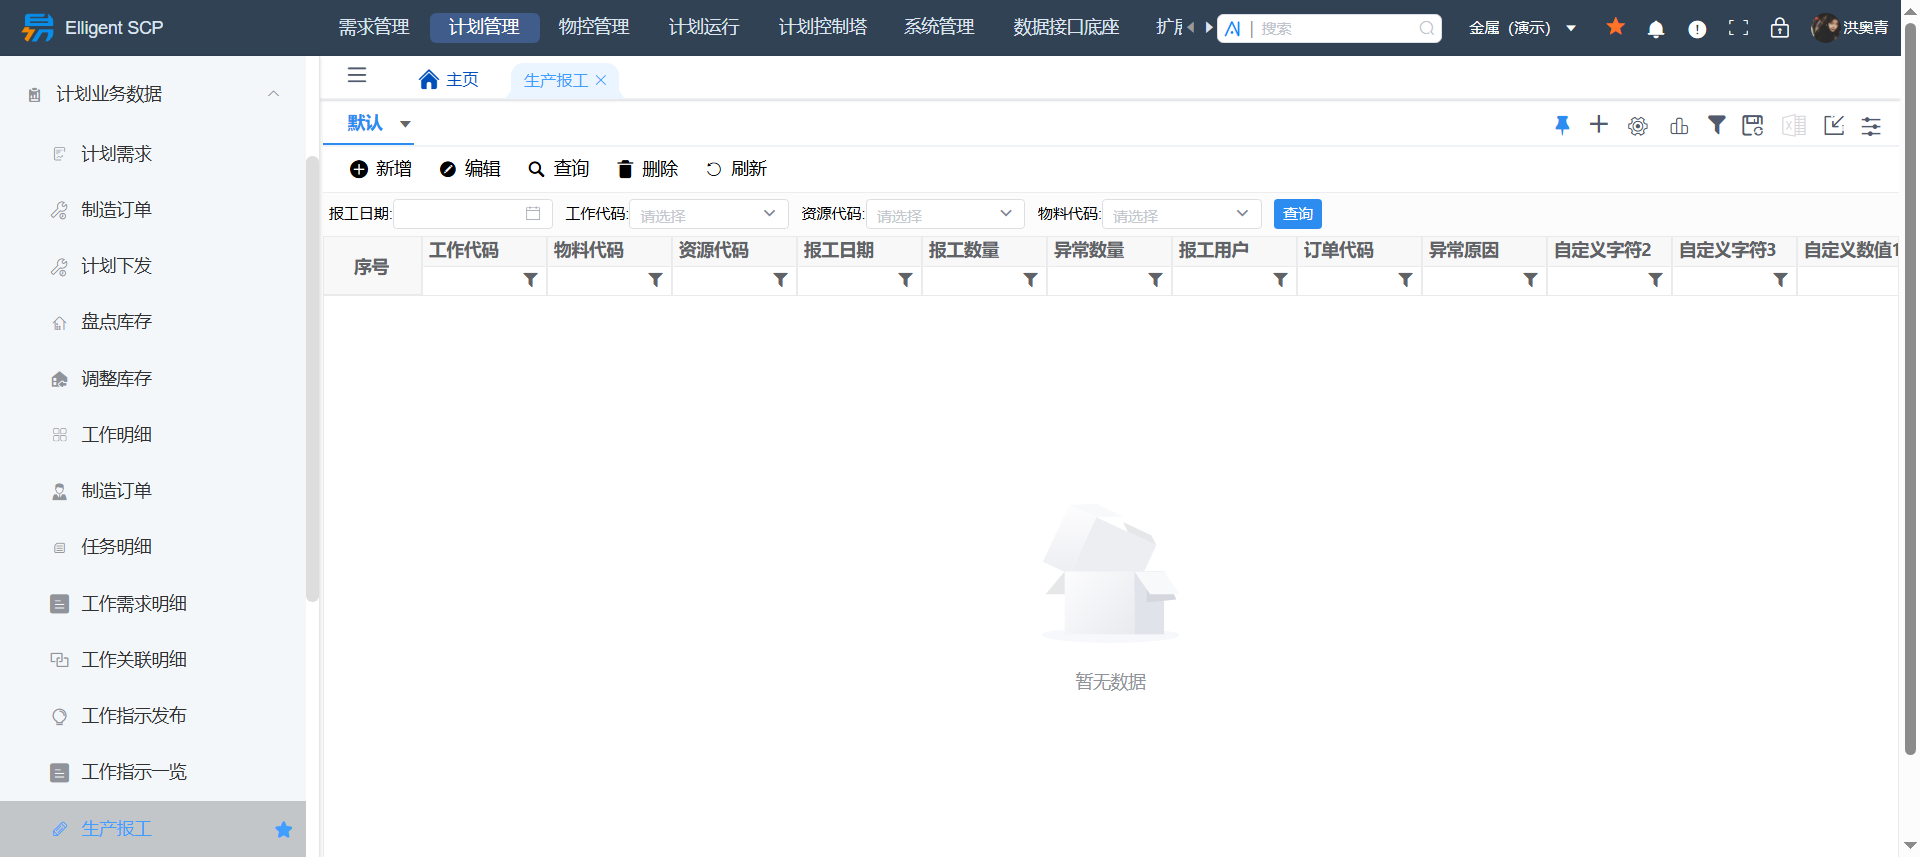 Elligent SCP
需求管理 计划管理 物控管理 计划运行 计划控制塔 系统管理 数据接口底座
搜索
金属（演示）
洪奥青
计划业务数据
计划需求
制造订单
计划下发
盘点库存
调整库存
工作明细
制造订单
任务明细
工作需求明细
工作关联明细
工作指示发布
工作指示一览
生产报工
主页 生产报工
默认
新增 编辑 查询 删除 刷新
报工日期: 工作代码: 请选择 资源代码: 请选择 物料代码: 请选择 查询
序号 工作代码 物料代码 资源代码 报工日期 报工数量 异常数量 报工用户 订单代码 异常原因 自定义字符2 自定义字符3 自定义数值1
暂无数据